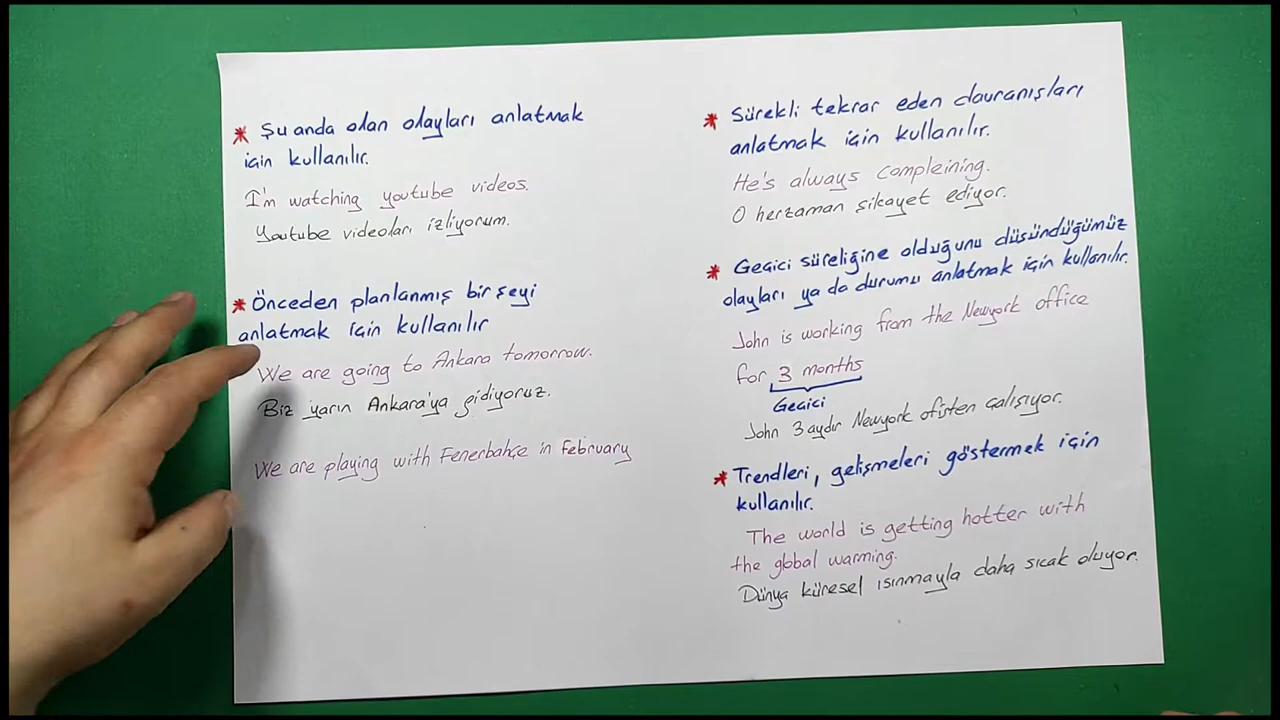 * Şu anda olan olayları anlatmak
için kullanılır.
I'm watching youtube videos.
Youtube videoları izliyorum.
* Önceden planlanmış bir şeyi
anlatmak için kullanılır
We are going to Ankara tomorrow.
Biz yarın Ankara'ya gidiyoruz.
We are playing with Fenerbahçe in february
* Sürekli tekrar eden davranışları
anlatmak için kullanılır.
He's always compleining.
O herzaman şikayet ediyor.
* Geçici süreliğine olduğunu düşündüğümüz
olayları ya da durumu anlatmak için kullanılır.
John is working from the Newyork office
for 3 months
Geçici
John 3 aydır Newyork ofisten çalışıyor.
* Trendleri, gelişmeleri göstermek için
kullanılır.
The world is getting hotter with
the global warming.
Dünya küresel ısınmayla daha sıcak oluyor.